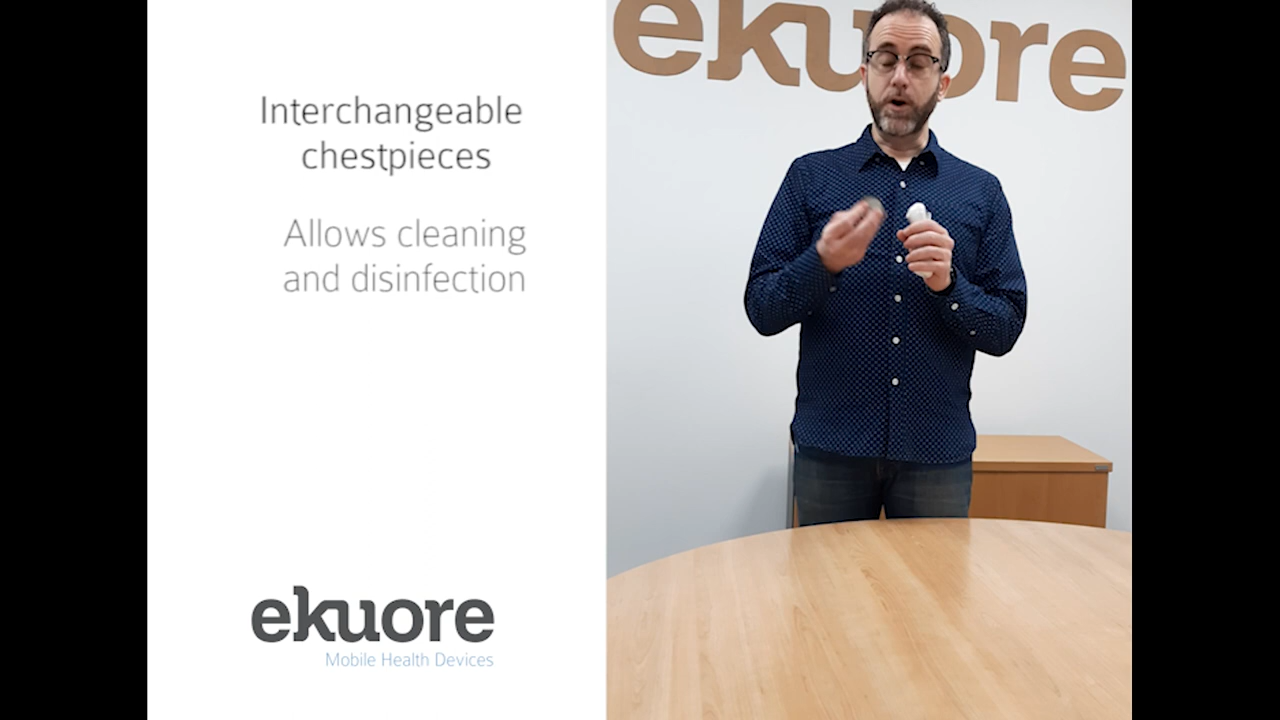 Interchangeable
chestpieces
Allows cleaning
and disinfection
ekuore
Mobile Health Devices
ekuore